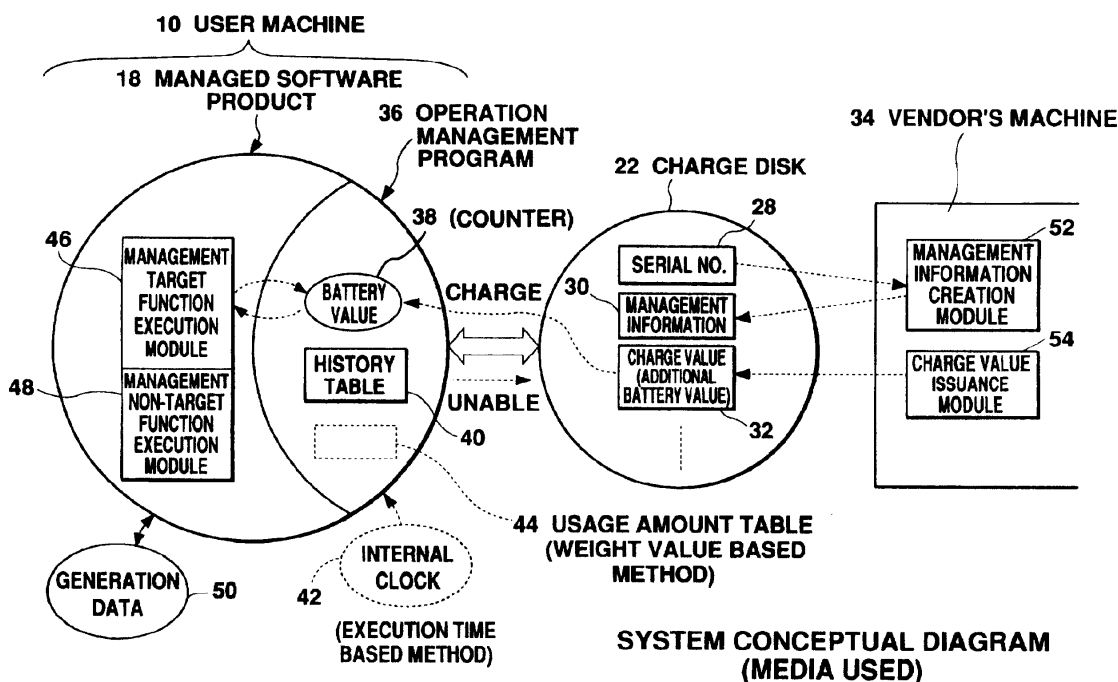 10 USER MACHINE
18 MANAGED SOFTWARE
PRODUCT
36 OPERATION
MANAGEMENT
PROGRAM
34 VENDOR'S MACHINE
22 CHARGE DISK
38 (COUNTER)
28
52
46
MANAGEMENT
TARGET
FUNCTION
EXECUTION
MODULE
BATTERY
VALUE
CHARGE
SERIAL NO.
30
MANAGEMENT
INFORMATION
MANAGEMENT
INFORMATION
CREATION
MODULE
54
48
MANAGEMENT
NON-TARGET
FUNCTION
EXECUTION
MODULE
HISTORY
TABLE
UNABLE
40
CHARGE VALUE
(ADDITIONAL
BATTERY VALUE)
32
CHARGE VALUE
ISSUANCE
MODULE
44 USAGE AMOUNT TABLE
(WEIGHT VALUE BASED
METHOD)
GENERATION
DATA
50
INTERNAL
CLOCK
42
(EXECUTION TIME
BASED METHOD)
SYSTEM CONCEPTUAL DIAGRAM
(MEDIA USED)